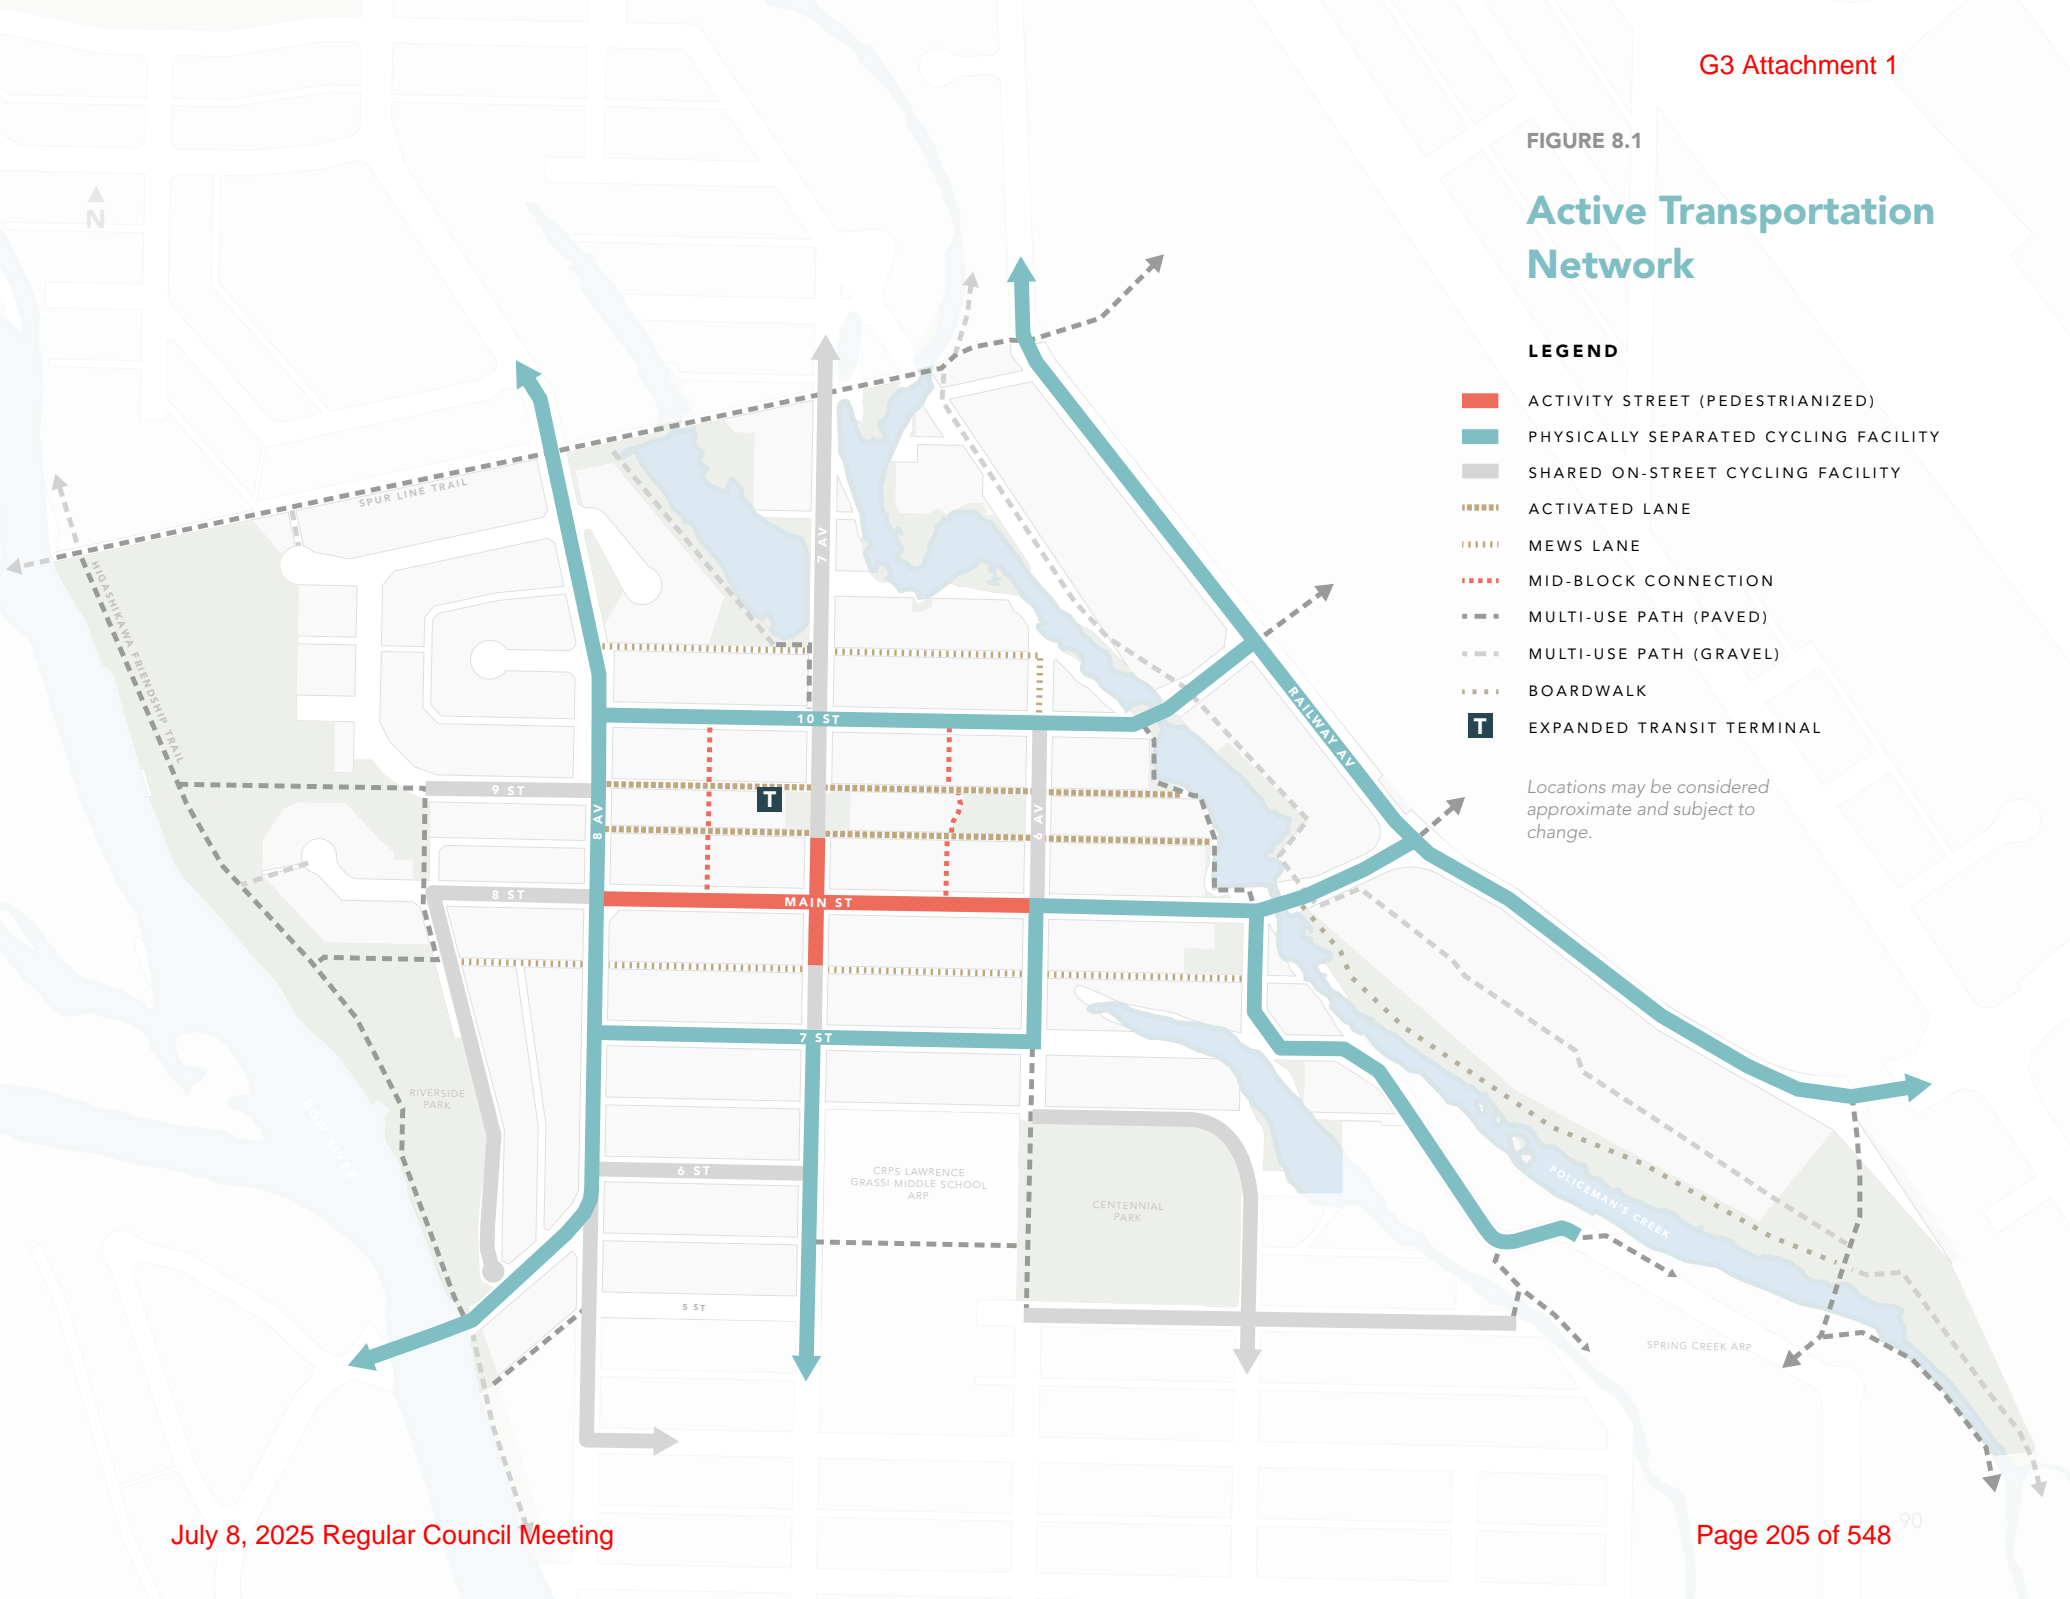 G3 Attachment 1
FIGURE 8.1
Active Transportation
Network
LEGEND
ACTIVITY STREET (PEDESTRIANIZED)
PHYSICALLY SEPARATED CYCLING FACILITY
SHARED ON-STREET CYCLING FACILITY
ACTIVATED LANE
MEWS LANE
MID-BLOCK CONNECTION
MULTI-USE PATH (PAVED)
MULTI-USE PATH (GRAVEL)
BOARDWALK
T
EXPANDED TRANSIT TERMINAL
Locations may be considered
approximate and subject to
change.
N
SPUR LINE TRAIL
HIGASHIKAWA FRIENDSHIP TRAIL
7 AV
10 ST
RAILWAY AV
9 ST
8 AV
T
6 AV
8 ST
MAIN ST
7 ST
RIVERSIDE
PARK
BOW RIVER
6 ST
CRPS LAWRENCE
GRASSI MIDDLE SCHOOL
ARP
CENTENNIAL
PARK
POLICEMAN'S CREEK
5 ST
SPRING CREEK ARP
July 8, 2025 Regular Council Meeting
Page 205 of 548
90